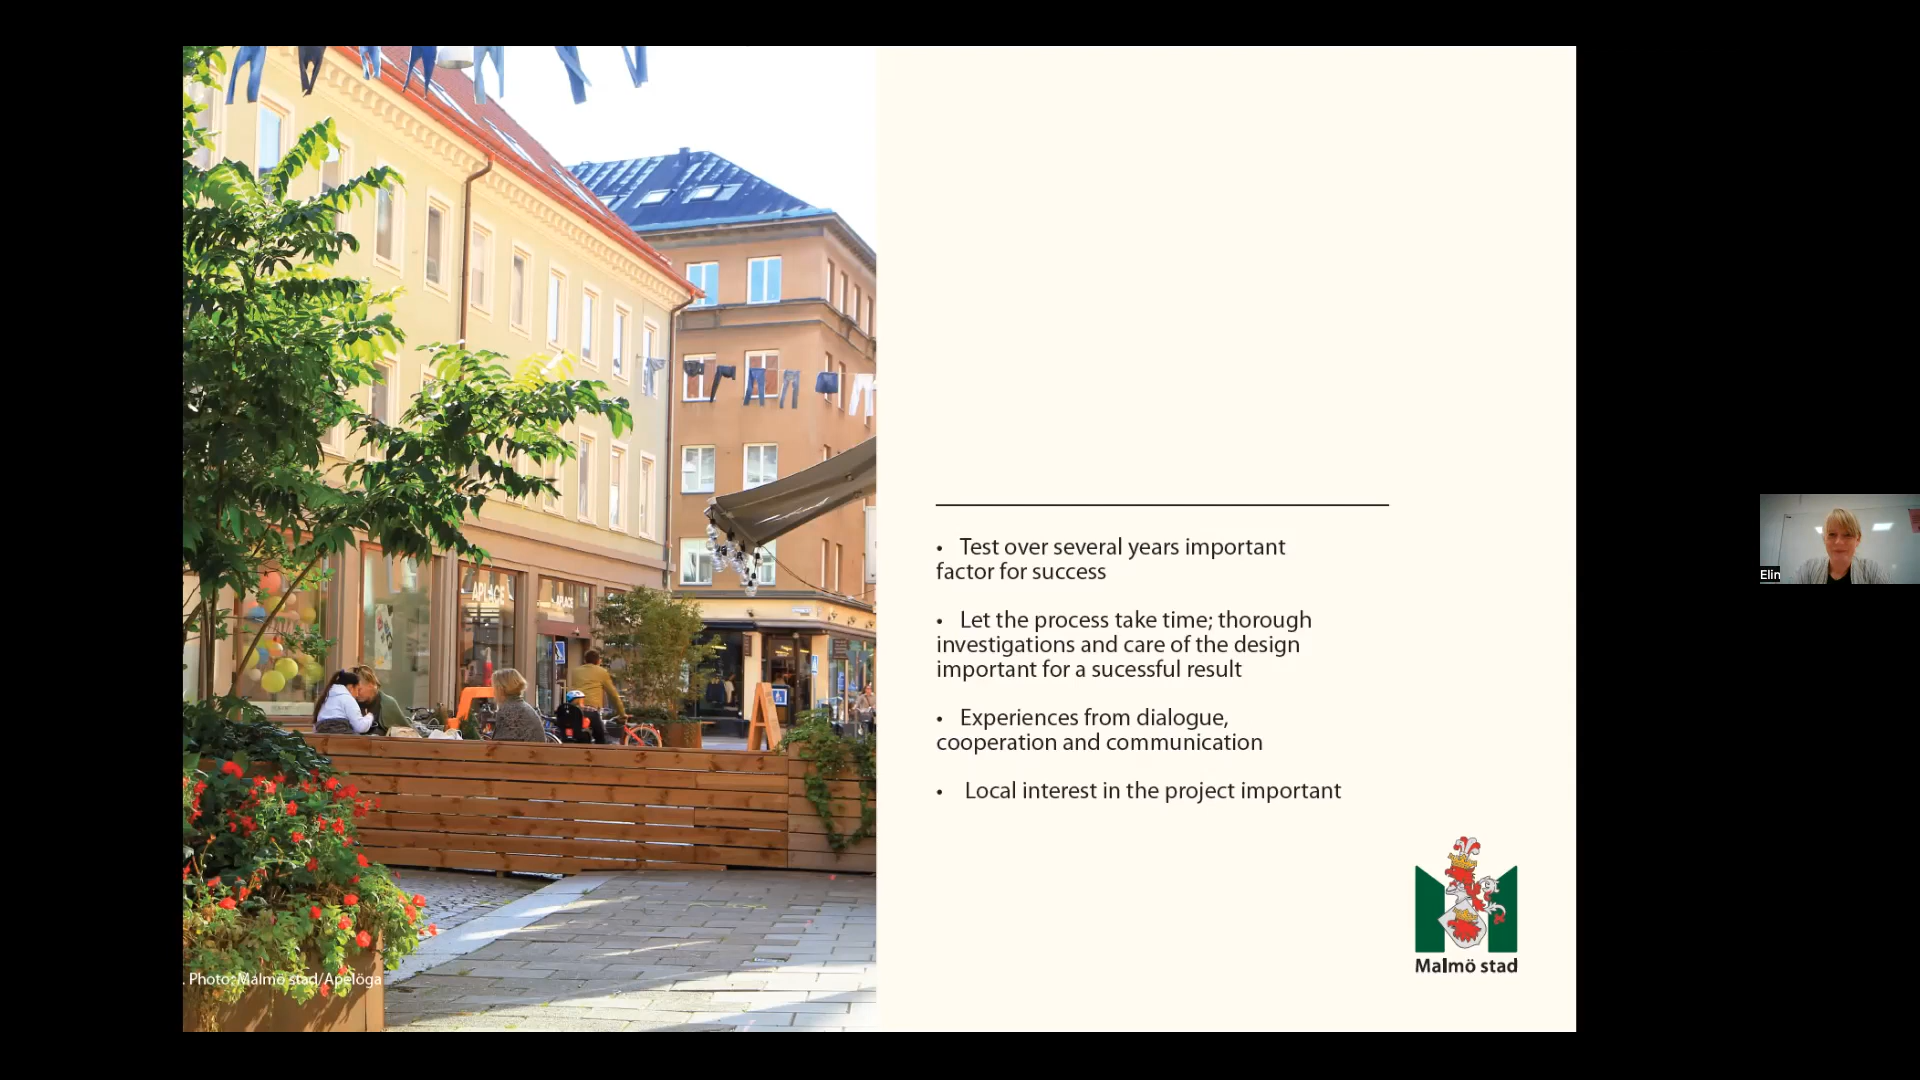 APLACE
APLACE
. Photo: Malmö stad/Apelöga
• Test over several years important
factor for success
• Let the process take time; thorough
investigations and care of the design
important for a sucessful result
• Experiences from dialogue,
cooperation and communication
• Local interest in the project important
Malmö stad
Elin